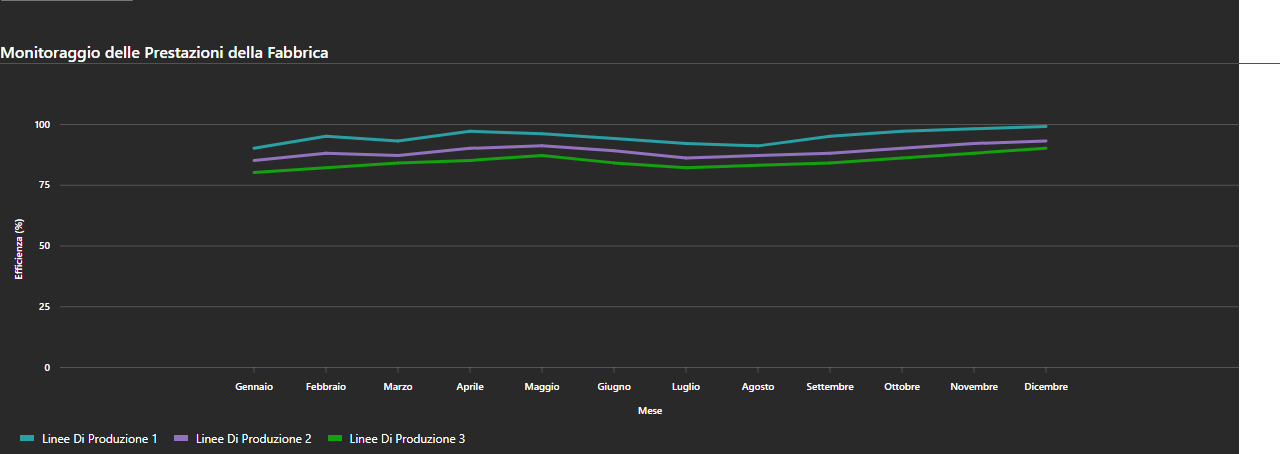 Monitoraggio delle Prestazioni della Fabbrica
100
75
50
25
0
Efficienza (%)
Gennaio Febbraio Marzo Aprile Maggio Giugno Luglio Agosto Settembre Ottobre Novembre Dicembre
Mese
Linee Di Produzione 1 Linee Di Produzione 2 Linee Di Produzione 3